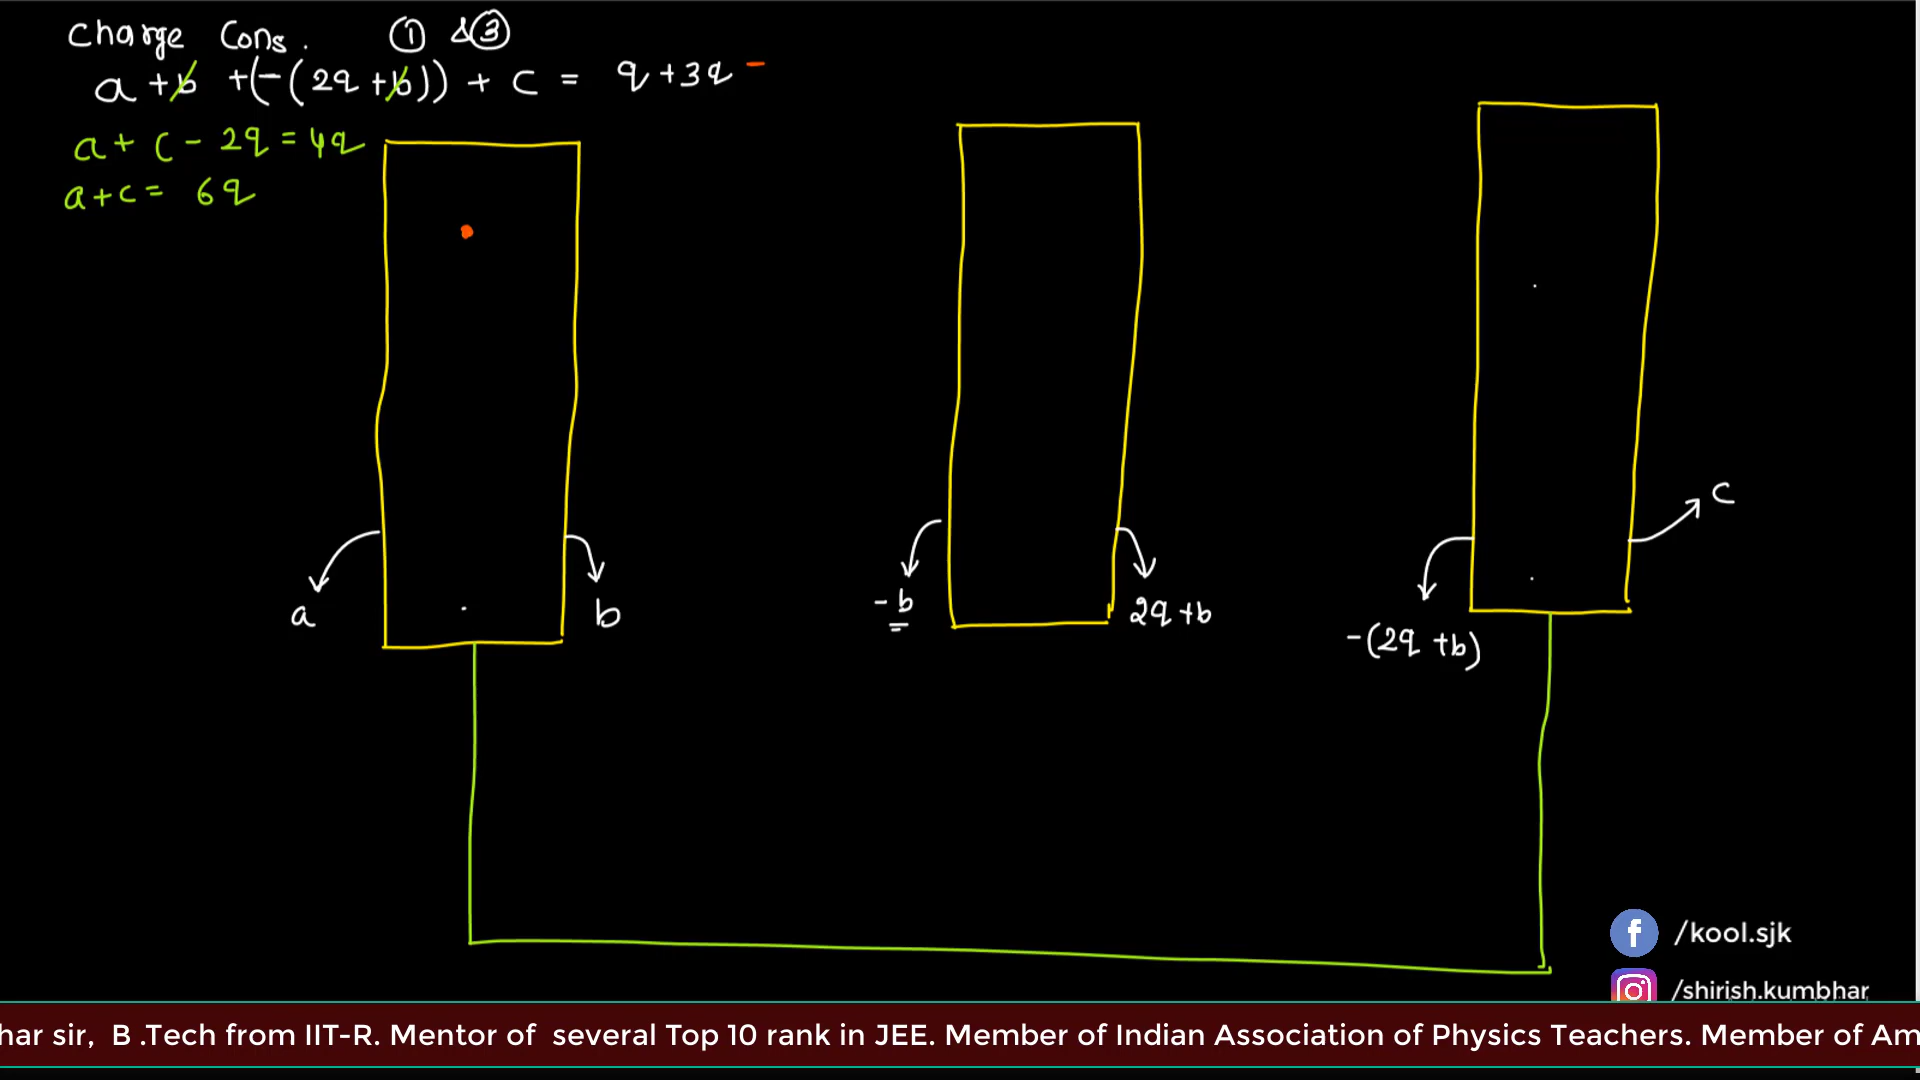 Charge Cons. ① & ③
a + b + (-(2q + b)) + c = q + 3q -
a + c - 2q = 4q
a + c = 6q
c
a
b
-b
2q + b
-(2q + b)
/kool.sjk
/shirish.kumbhar
har sir, B .Tech from IIT-R. Mentor of several Top 10 rank in JEE. Member of Indian Association of Physics Teachers. Member of Am